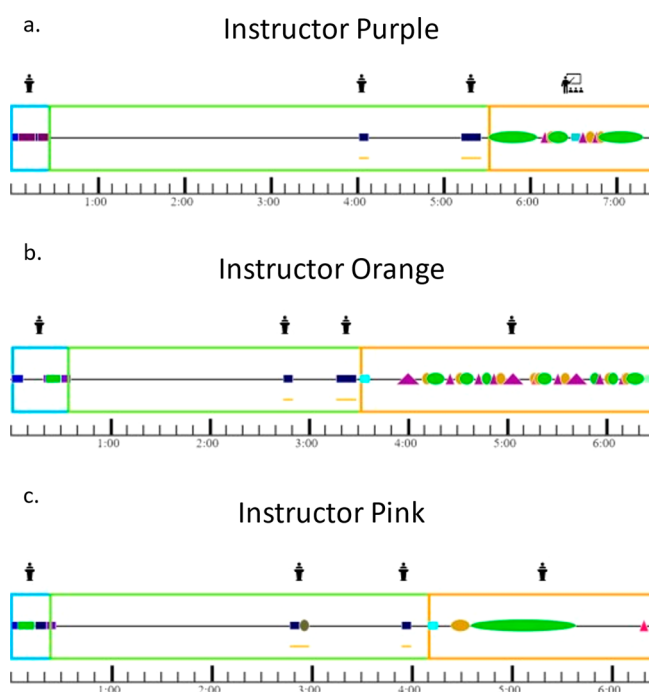 a.
Instructor Purple
1:00 2:00 3:00 4:00 5:00 6:00 7:00
b.
Instructor Orange
1:00 2:00 3:00 4:00 5:00 6:00
c.
Instructor Pink
1:00 2:00 3:00 4:00 5:00 6:00